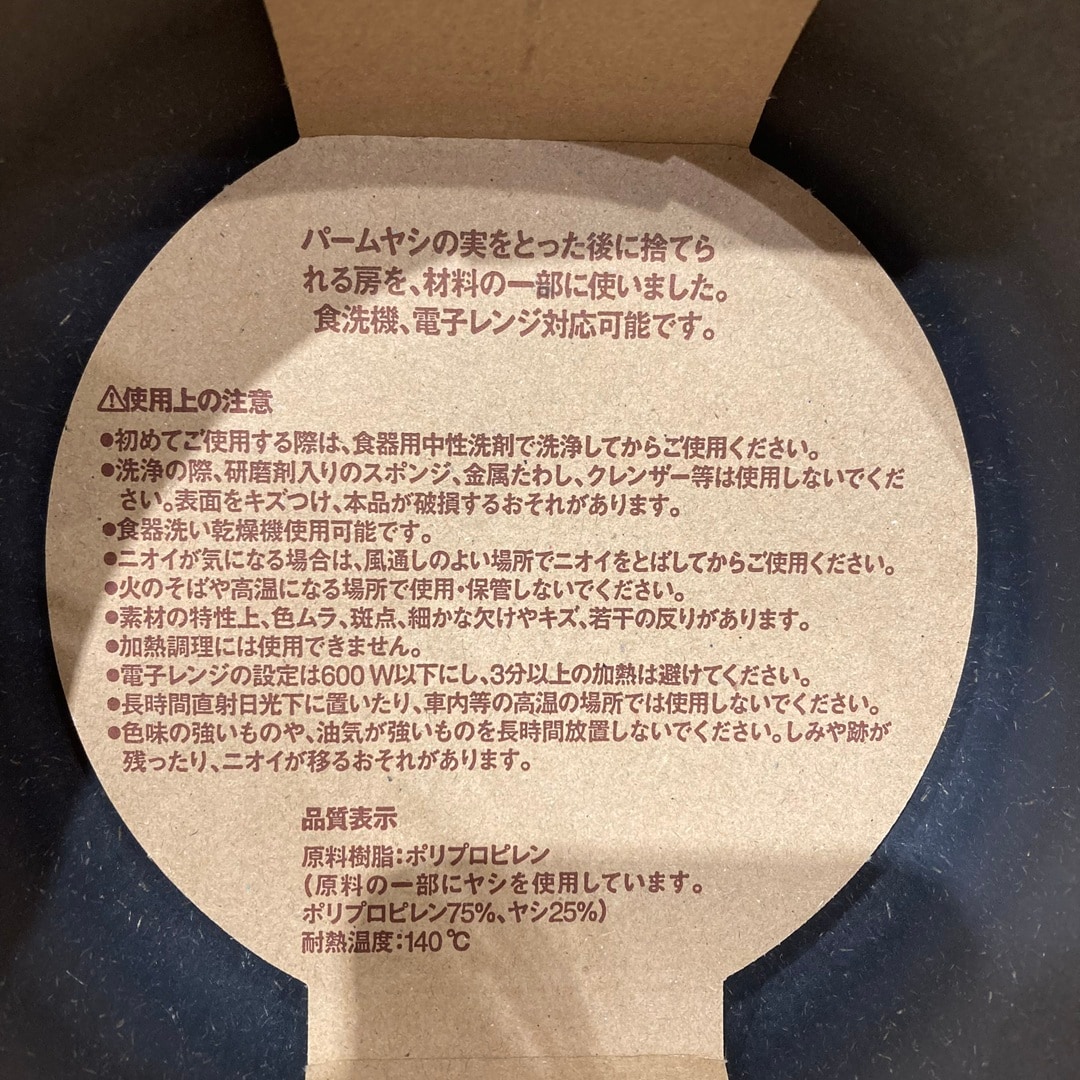 パームヤシの実をとった後に捨てら
れる房を、材料の一部に使いました。
食洗機、電子レンジ対応可能です。
⚠使用上の注意
●初めてご使用する際は、食器用中性洗剤で洗浄してからご使用ください。
●洗浄の際、研磨剤入りのスポンジ、金属たわし、クレンザー等は使用しないでくだ
さい。表面をキズつけ、本品が破損するおそれがあります。
●食器洗い乾燥機使用可能です。
●ニオイが気になる場合は、風通しのよい場所でニオイをとばしてからご使用ください。
●火のそばや高温になる場所で使用・保管しないでください。
●素材の特性上、色ムラ、斑点、細かな欠けやキズ、若干の反りがあります。
●加熱調理には使用できません。
●電子レンジの設定は600W以下にし、3分以上の加熱は避けてください。
●長時間直射日光下に置いたり、車内等の高温の場所では使用しないでください。
●色味の強いものや、油気が強いものを長時間放置しないでください。しみや跡が
残ったり、ニオイが移るおそれがあります。
品質表示
原料樹脂：ポリプロピレン
（原料の一部にヤシを使用しています。
ポリプロピレン75%、ヤシ25%）
耐熱温度：140℃